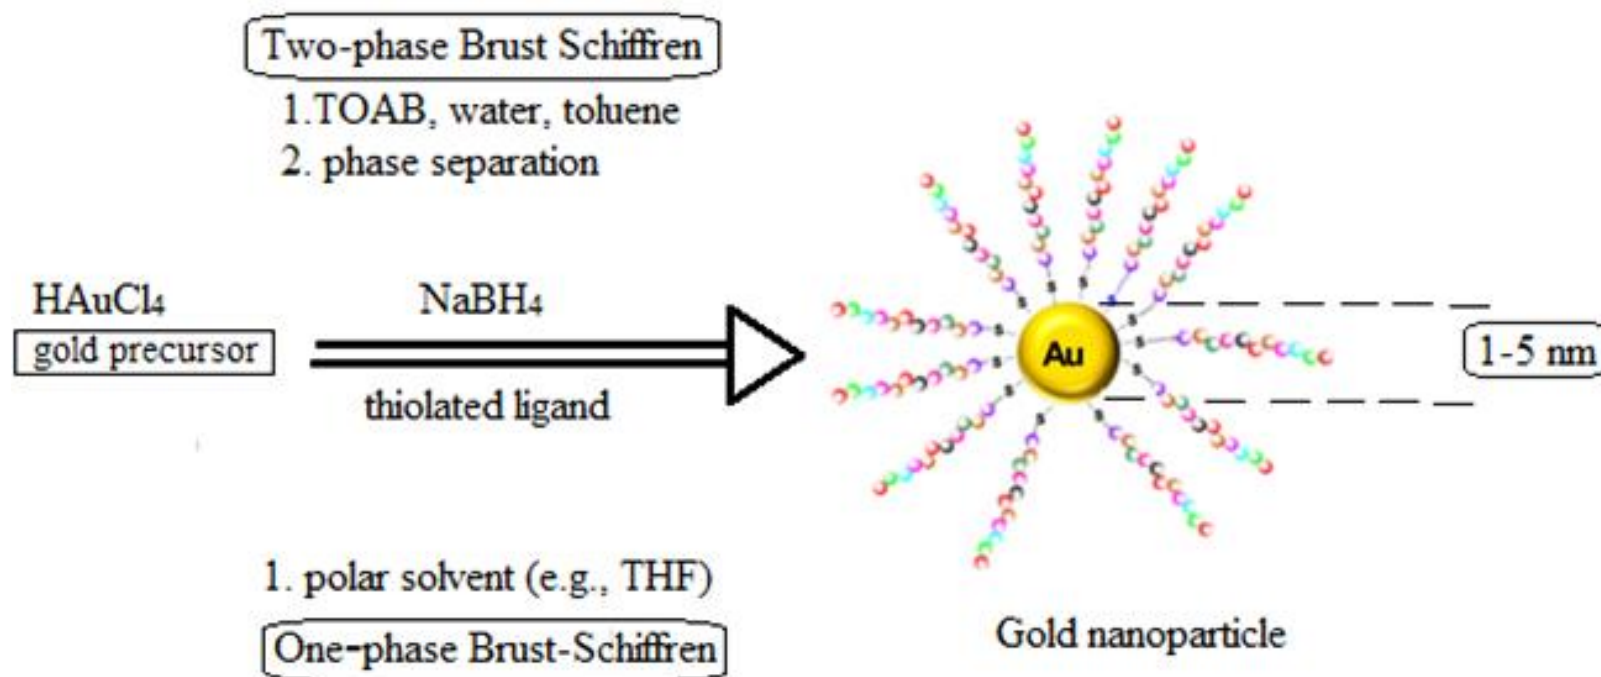 Two-phase Brust Schiffren
1.TOAB, water, toluene
2. phase separation
HAuCl4
gold precursor
NaBH4
thiolated ligand
1. polar solvent (e.g., THF)
One-phase Brust-Schiffren
s
s
s
s
s
s
s
s
s
s
s
s
s
Au
1-5 nm
Gold nanoparticle